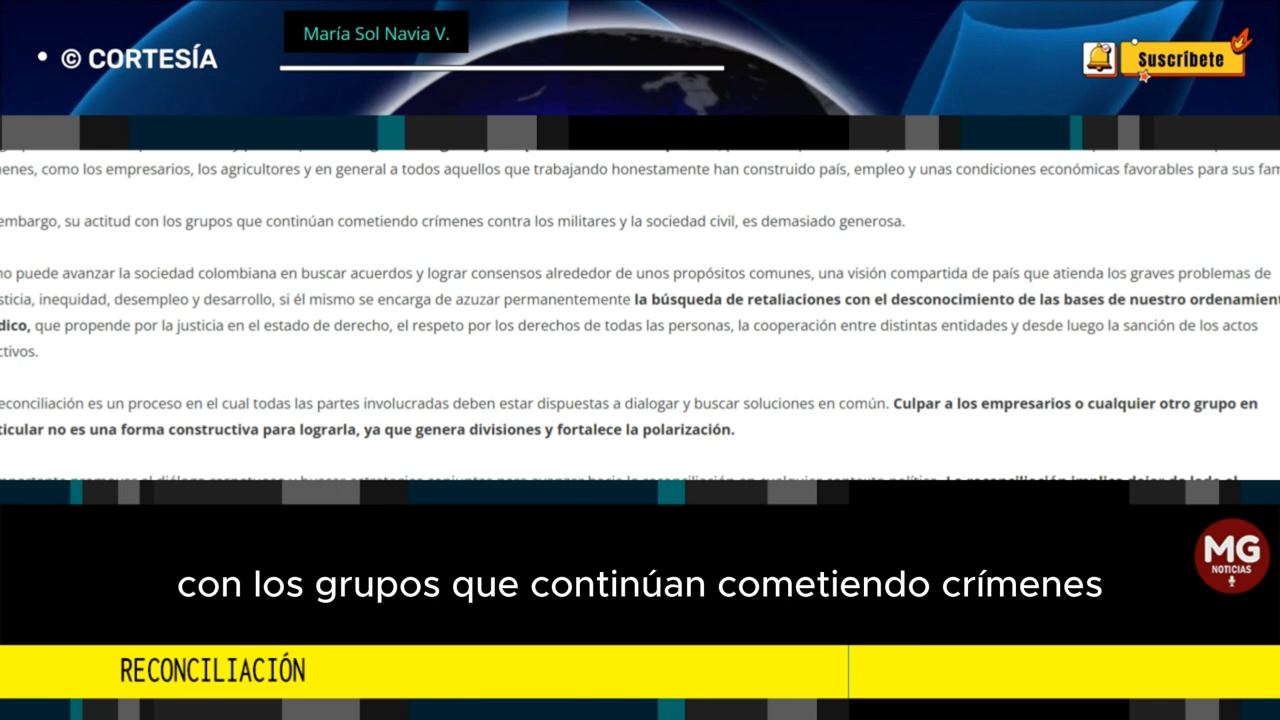 María Sol Navia V.
• © CORTESÍA
Suscríbete
enes, como los empresarios, los agricultores y en general a todos aquellos que trabajando honestamente han construido país, empleo y unas condiciones económicas favorables para sus fam
embargo, su actitud con los grupos que continúan cometiendo crímenes contra los militares y la sociedad civil, es demasiado generosa.
no puede avanzar la sociedad colombiana en buscar acuerdos y lograr consensos alrededor de unos propósitos comunes, una visión compartida de país que atienda los graves problemas de
sticia, inequidad, desempleo y desarrollo, si él mismo se encarga de azuzar permanentemente la búsqueda de retaliaciones con el desconocimiento de las bases de nuestro ordenamient
dico, que propende por la justicia en el estado de derecho, el respeto por los derechos de todas las personas, la cooperación entre distintas entidades y desde luego la sanción de los actos
ctivos.
econciliación es un proceso en el cual todas las partes involucradas deben estar dispuestas a dialogar y buscar soluciones en común. Culpar a los empresarios o cualquier otro grupo en
ticular no es una forma constructiva para lograrla, ya que genera divisiones y fortalece la polarización.
MG
NOTICIAS
con los grupos que continúan cometiendo crímenes
RECONCILIACIÓN